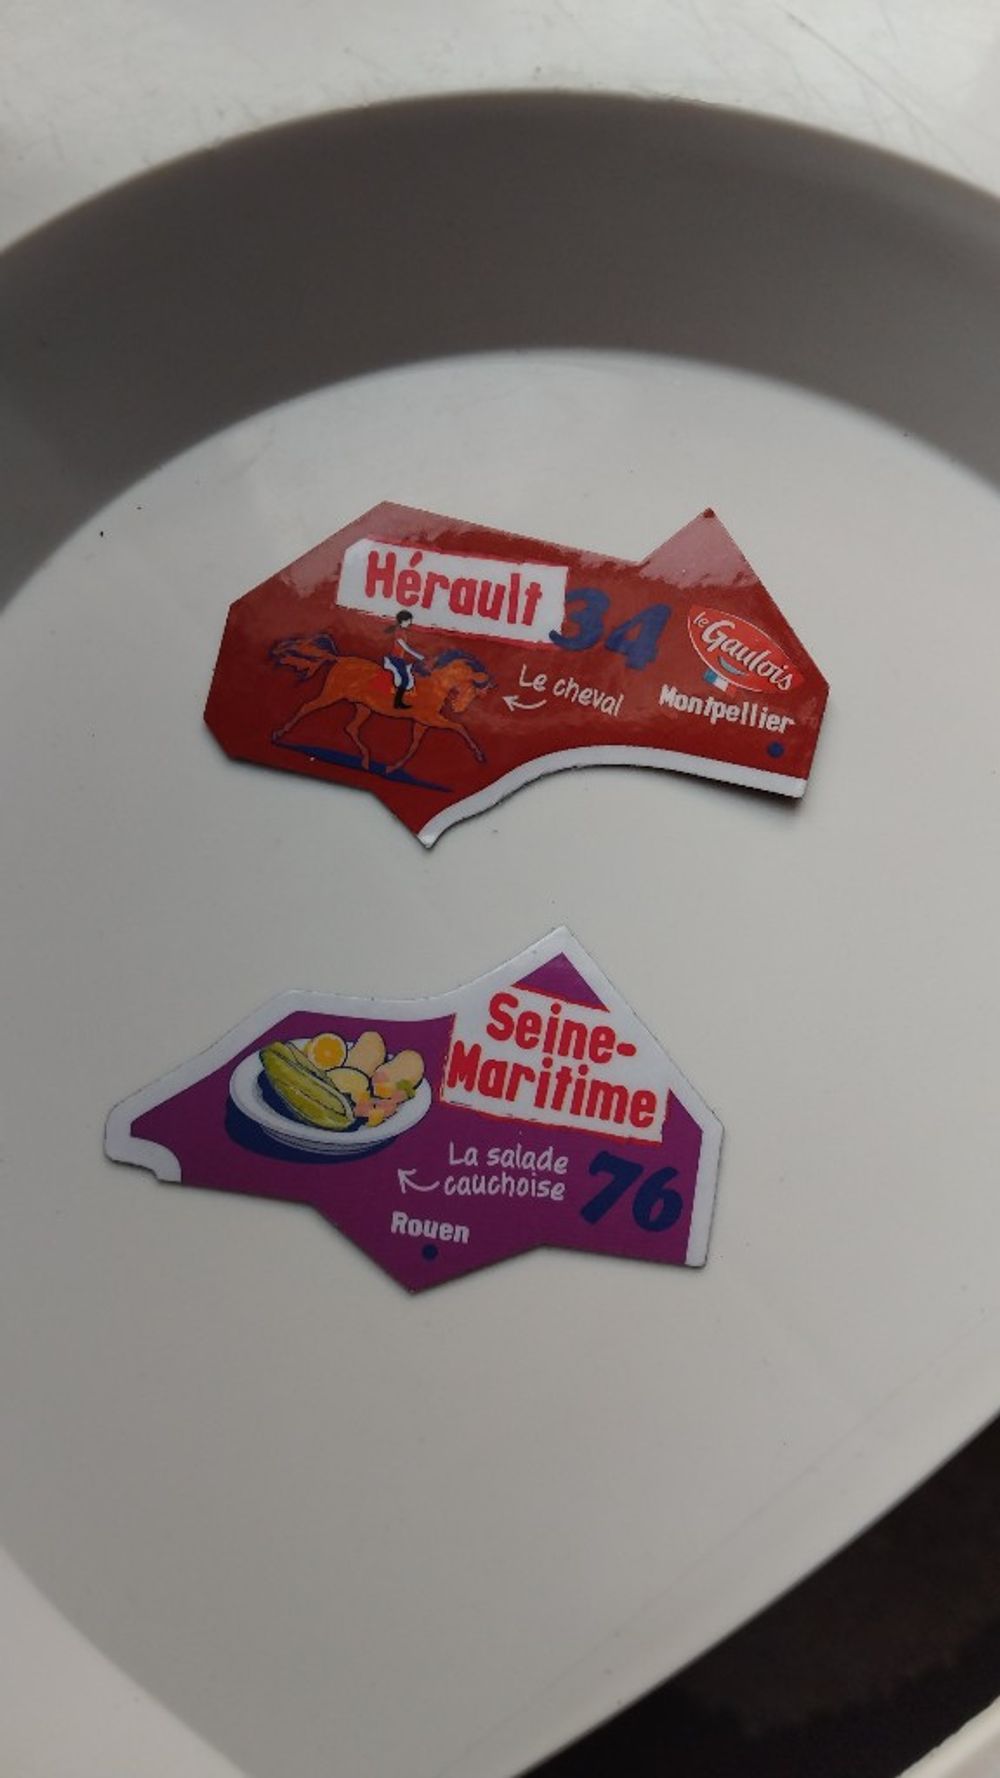 Hérault
34
le Gaulois
Le cheval
Montpellier
Seine-
Maritime
La salade
cauchoise
76
Rouen